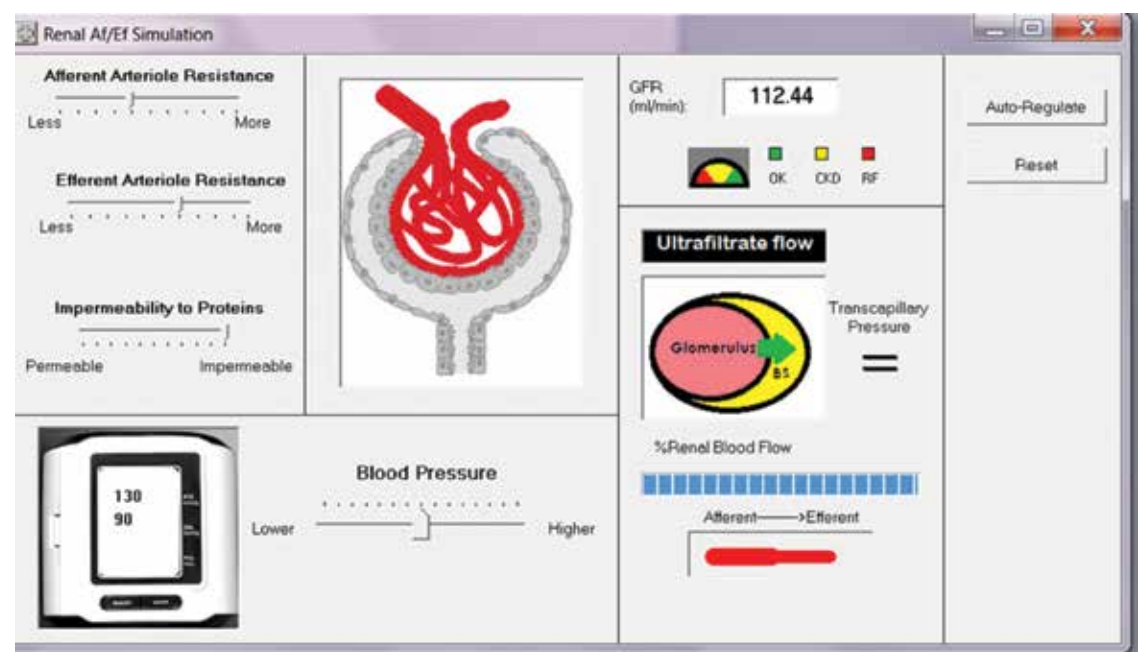 Renal Af/Ef Simulation
Afferent Arteriole Resistance
Less More
Efferent Arteriole Resistance
Less More
Impermeability to Proteins
Permeable Impermeable
130
90
Blood Pressure
Lower Higher
GFR
(ml/min):
112.44
OK CKD RF
Ultrafiltrate flow
Glomerulus
BS
Transcapillary
Pressure
=
%Renal Blood Flow
Afferent---->Efferent
Auto-Regulate
Reset